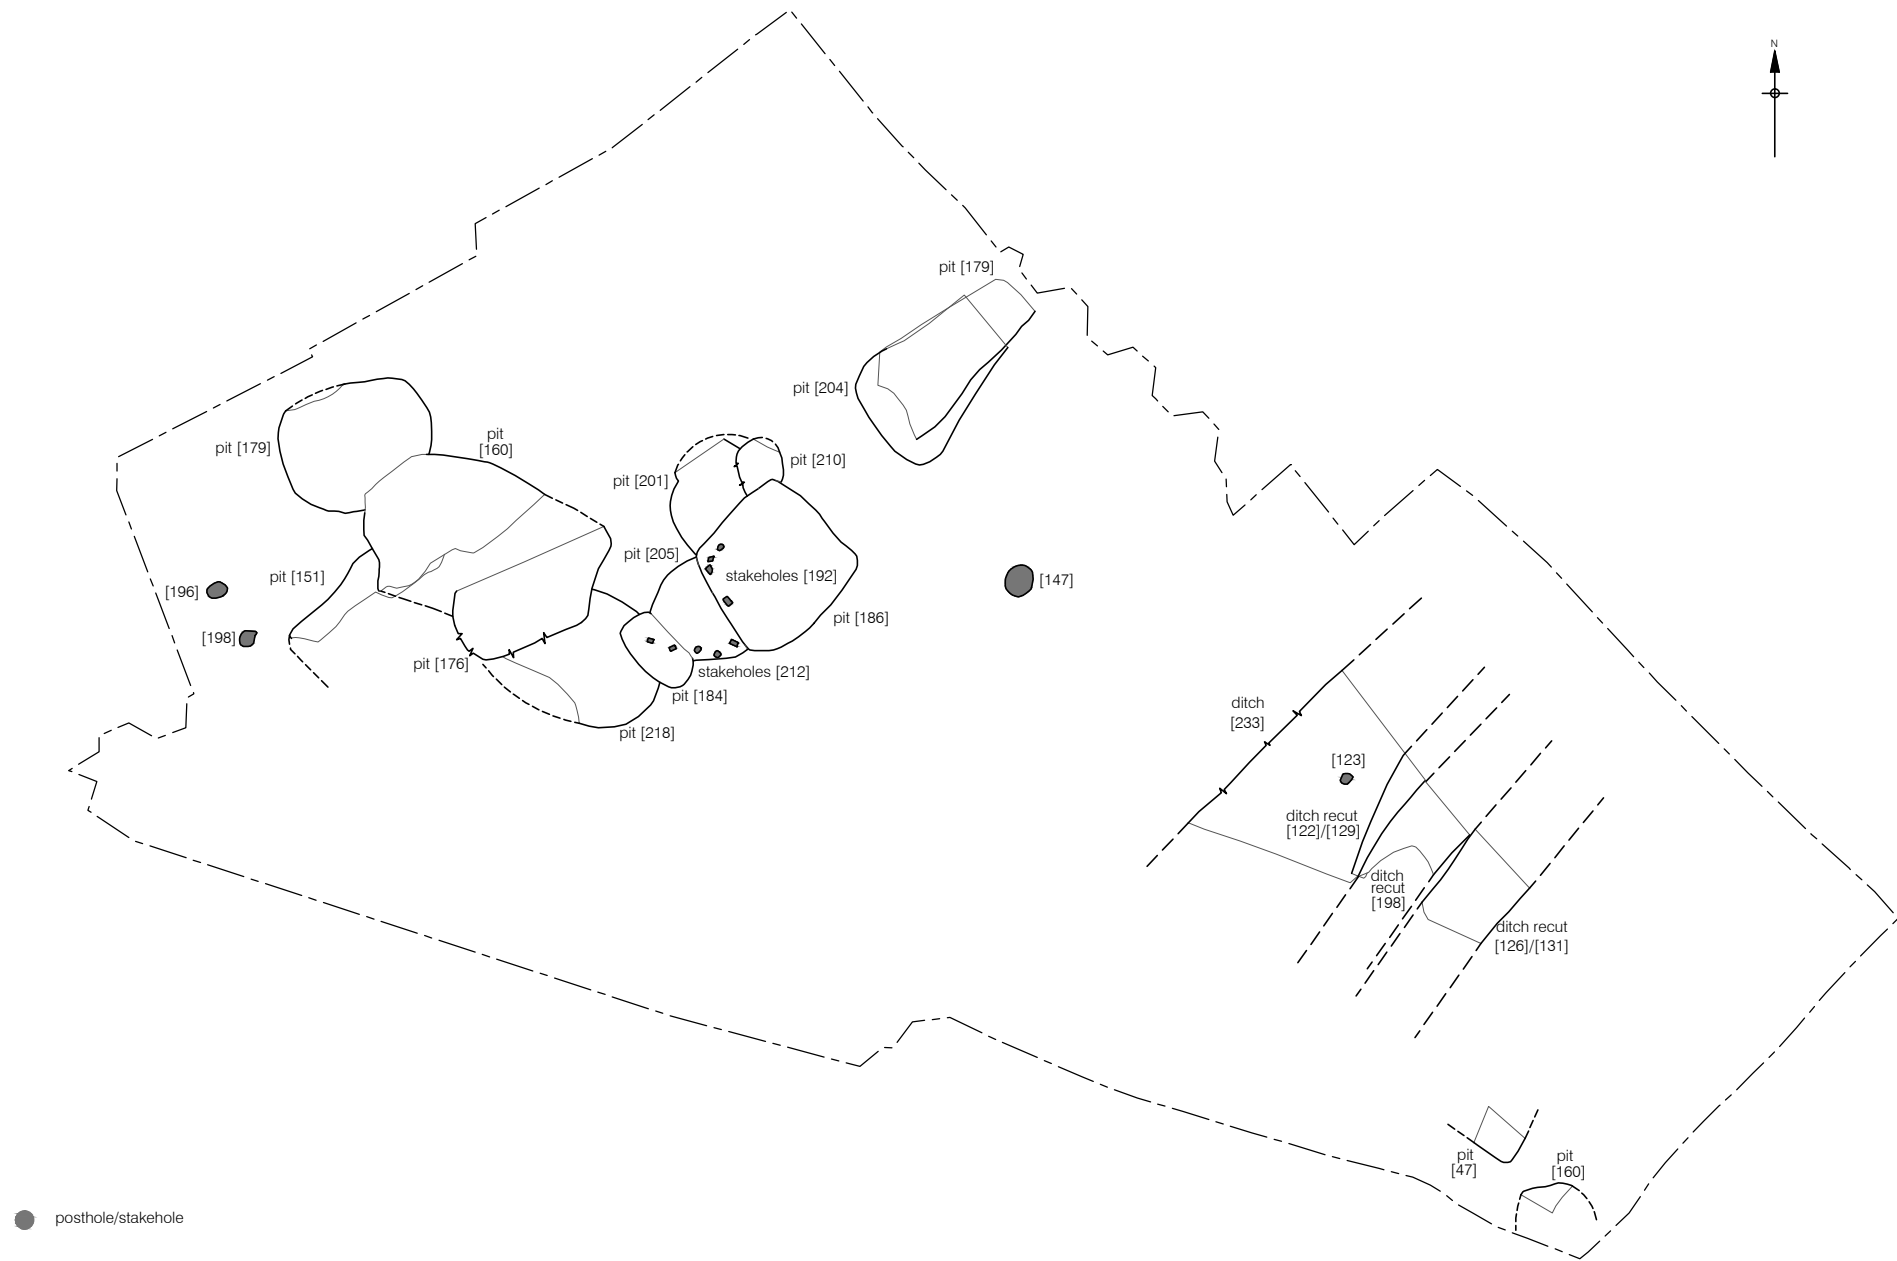 N
pit [179]
pit [204]
pit
[160]
pit [179]
pit [210]
pit [201]
pit [205]
stakeholes [192]
pit [151]
[147]
[196]
pit [186]
[198]
pit [176]
stakeholes [212]
pit [184]
ditch
[233]
pit [218]
[123]
ditch recut
[122]/[129]
ditch
recut
[198]
ditch recut
[126]/[131]
pit
[47]
pit
[160]
posthole/stakehole